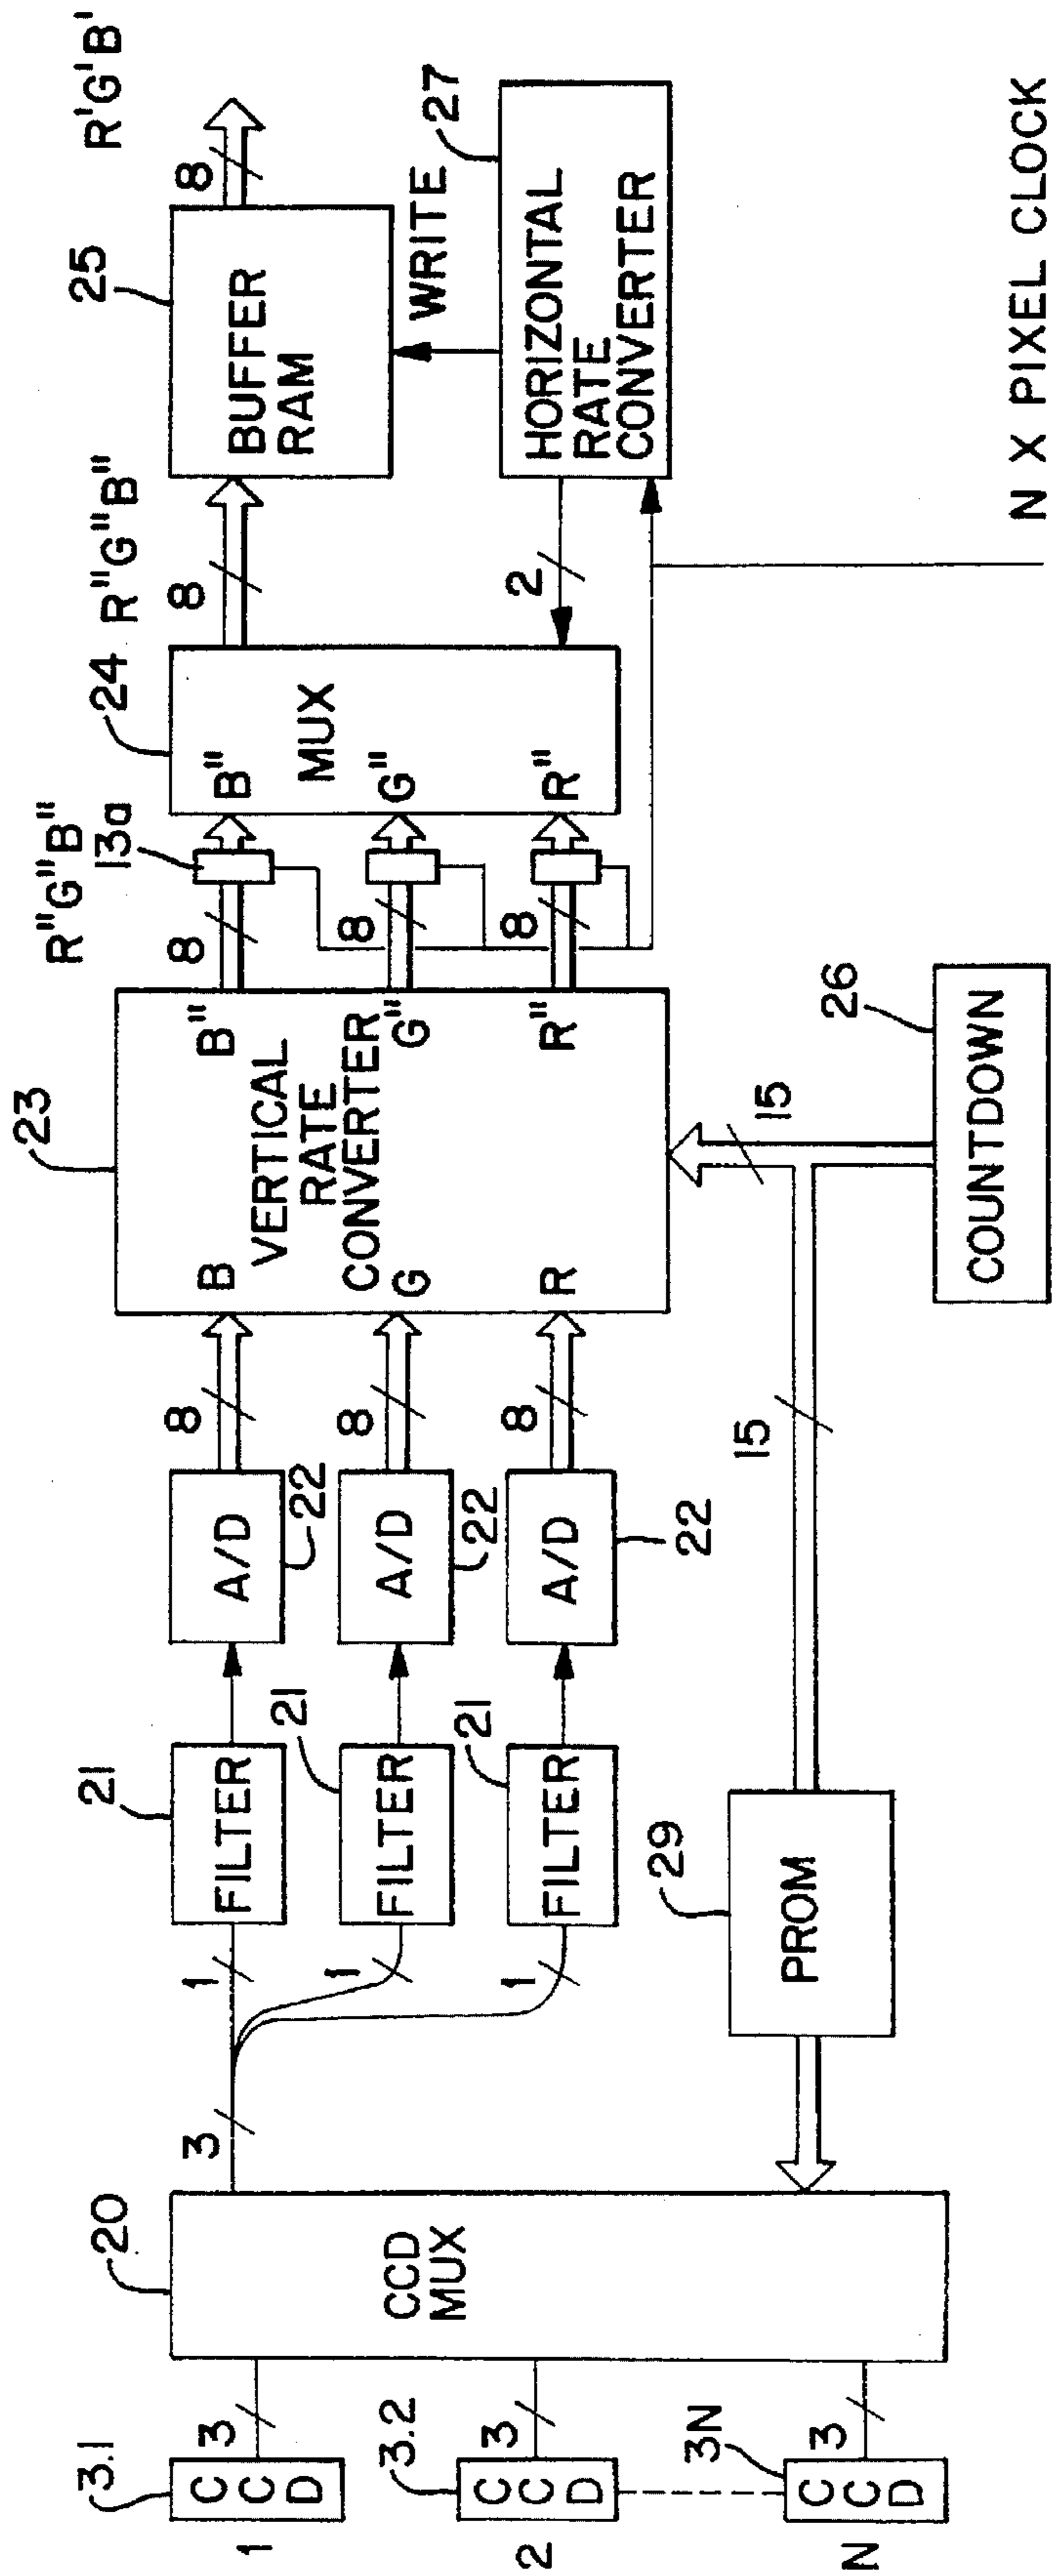 3.1
C
C
D
1
3
3.2
C
C
D
2
3
3N
C
C
D
N
3
20
CCD
MUX
3
1
1
1
21
FILTER
21
FILTER
21
FILTER
29
PROM
A/D
22
A/D
22
A/D
22
8
8
8
15
23
B
VERTICAL
RATE
CONVERTER
G
R
B"
G"
R"
15
26
COUNTDOWN
R"G"B"
8
8
8
13a
24
B"
MUX
G"
R"
8
R"G"B"
2
25
BUFFER
RAM
WRITE
27
HORIZONTAL
RATE
CONVERTER
8
R'G'B'
N X PIXEL CLOCK